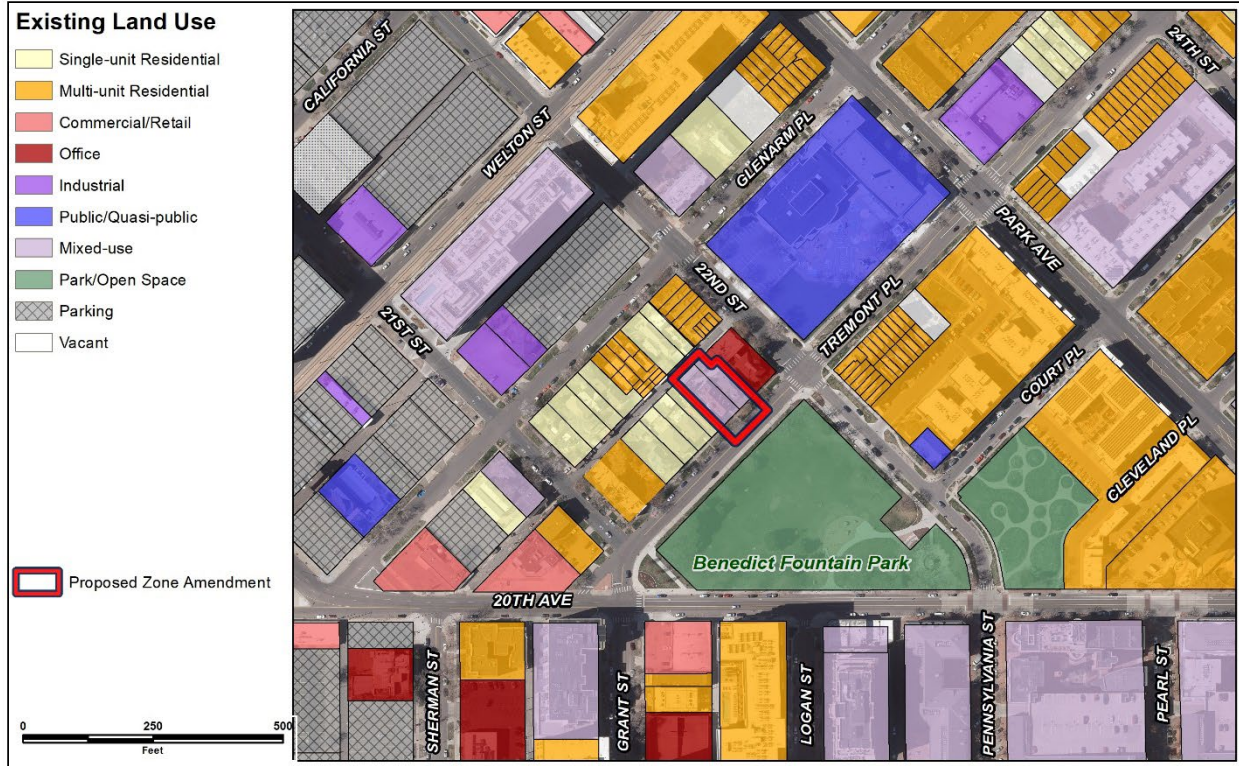 Existing Land Use
Single-unit Residential
Multi-unit Residential
Commercial/Retail
Office
Industrial
Public/Quasi-public
Mixed-use
Park/Open Space
Parking
Vacant
Proposed Zone Amendment
0 250 500
Feet
CALIFORNIA ST
WELTON ST
GLENARM PL
24TH ST
PARK AVE
22ND ST
TREMONT PL
21ST ST
COURT PL
CLEVELAND PL
Benedict Fountain Park
20TH AVE
SHERMAN ST
GRANT ST
LOGAN ST
PENNSYLVANIA ST
PEARL ST